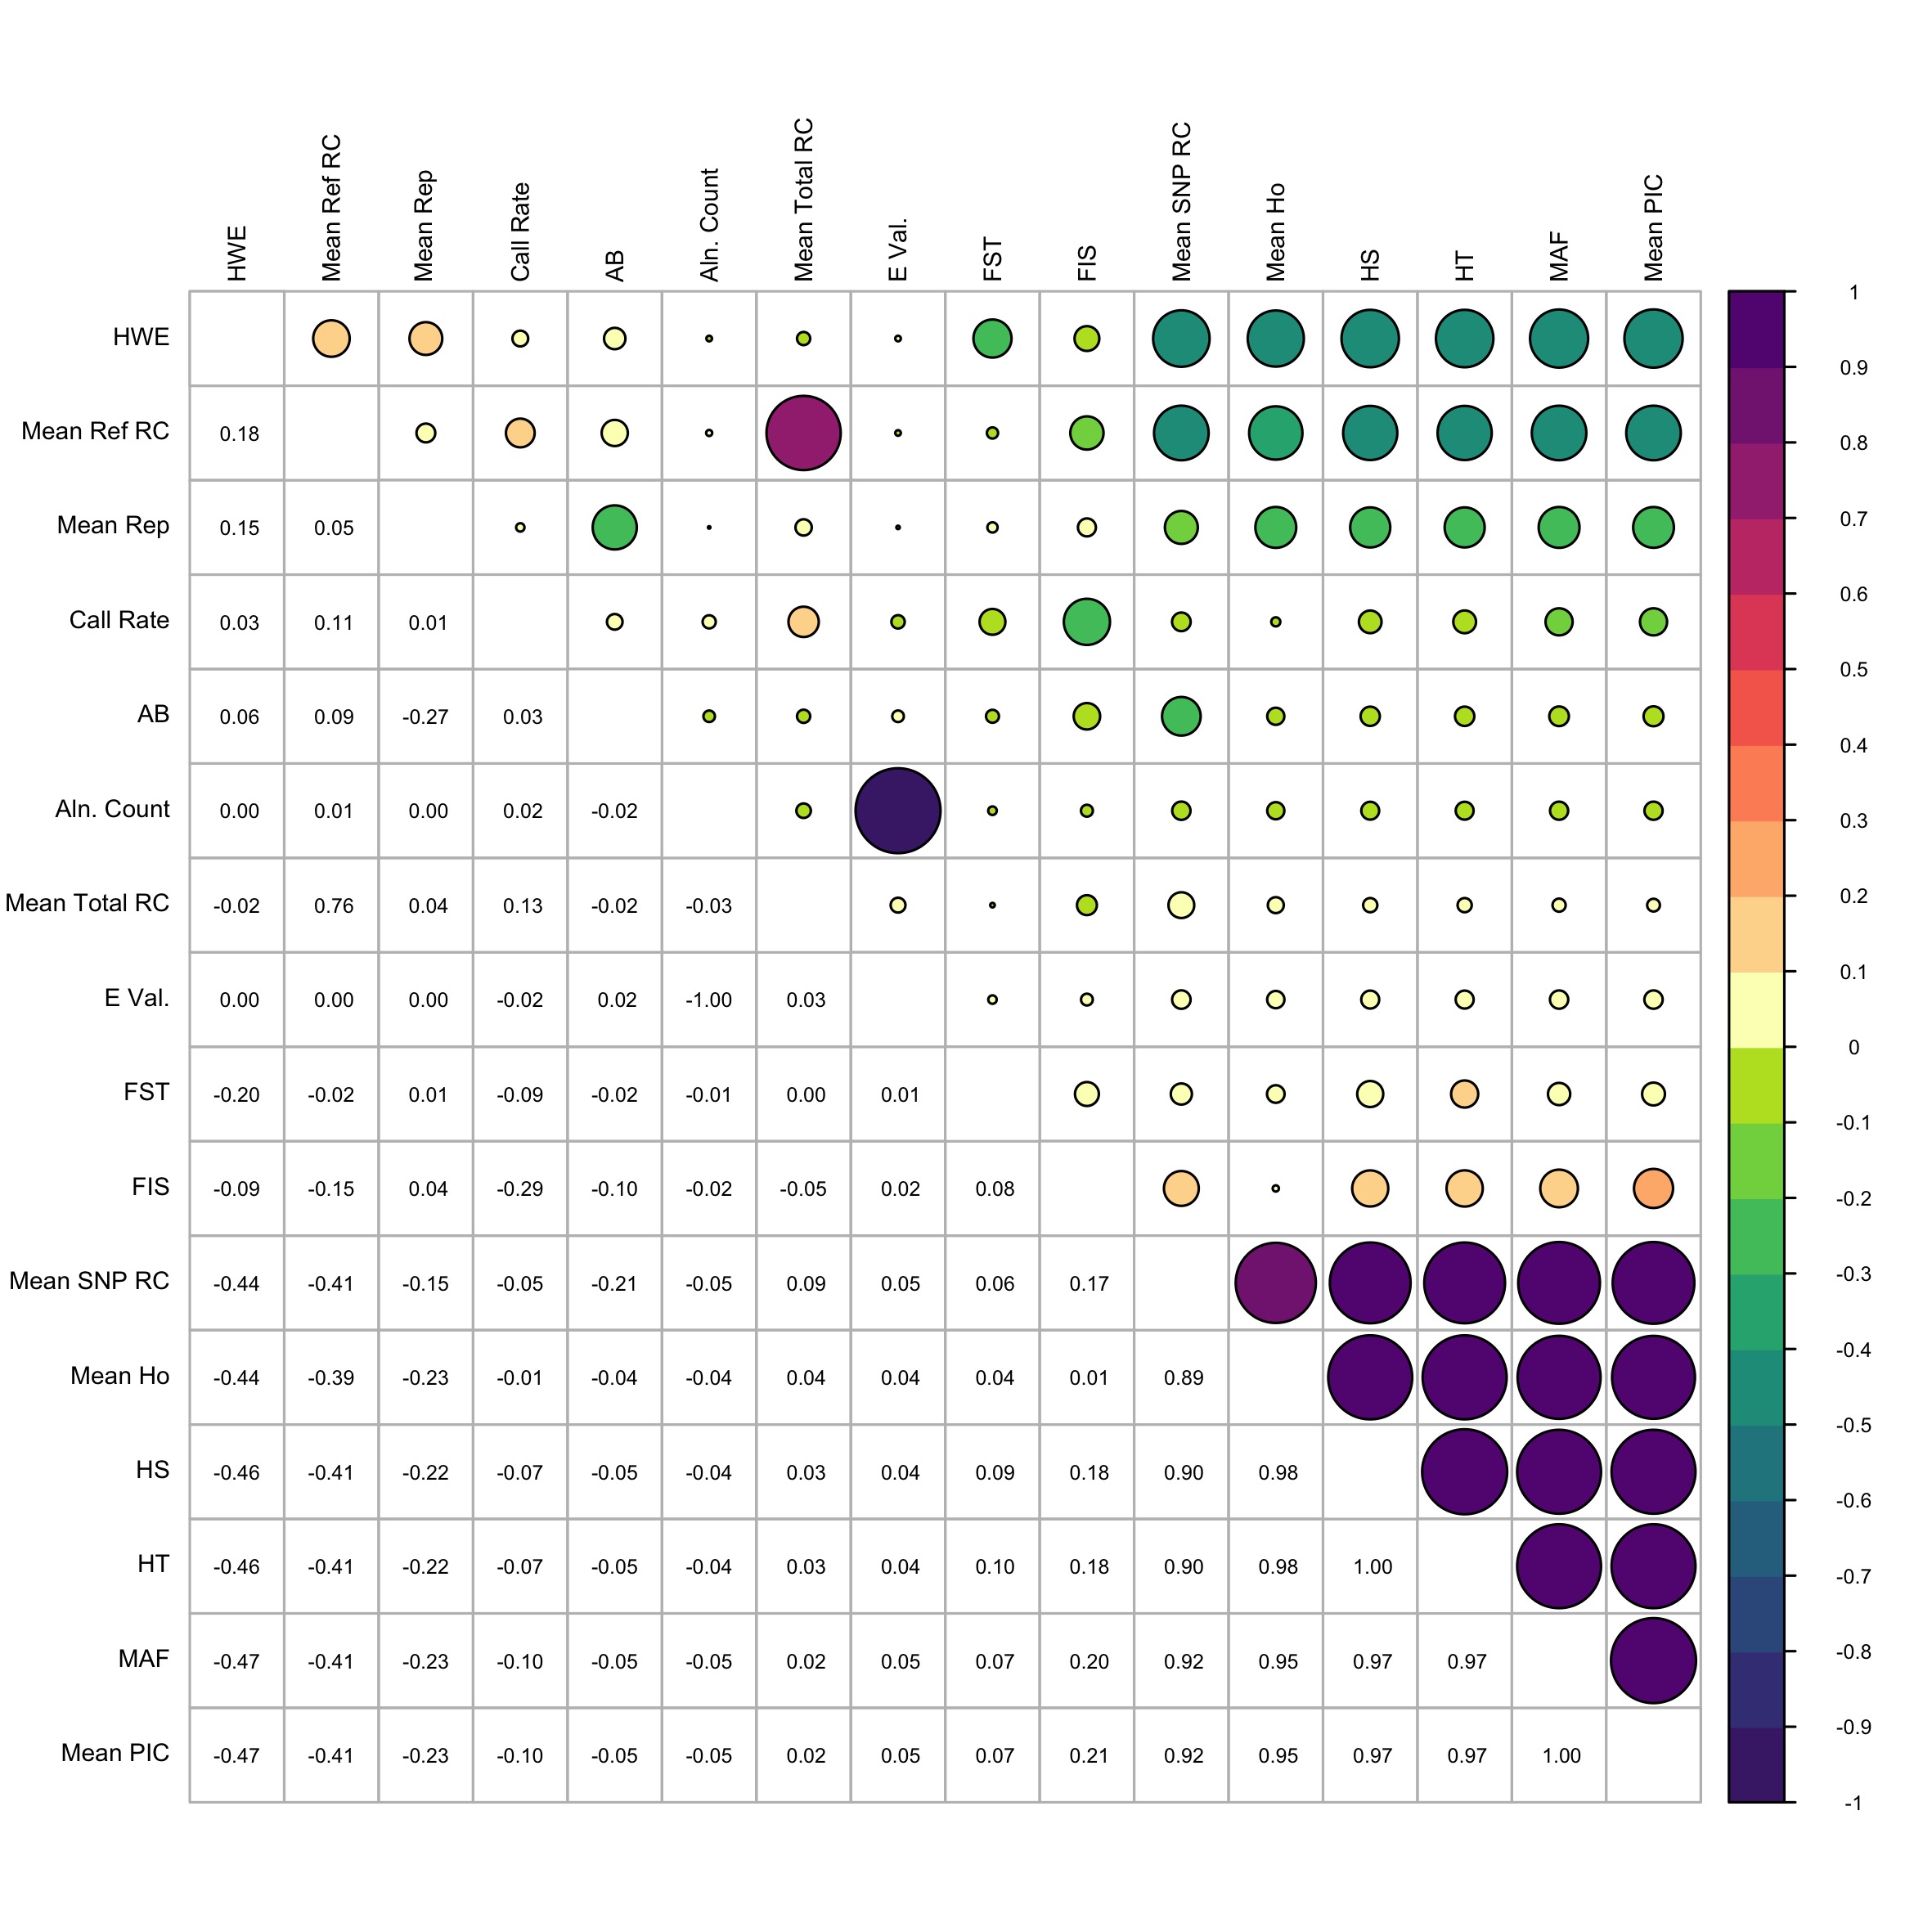 HWE
Mean Ref RC
Mean Rep
Call Rate
AB
Aln. Count
Mean Total RC
E Val.
FST
FIS
Mean SNP RC
Mean Ho
HS
HT
MAF
Mean PIC
HWE
Mean Ref RC 0.18
Mean Rep 0.15 0.05
Call Rate 0.03 0.11 0.01
AB 0.06 0.09 -0.27 0.03
Aln. Count 0.00 0.01 0.00 0.02 -0.02
Mean Total RC -0.02 0.76 0.04 0.13 -0.02 -0.03
E Val. 0.00 0.00 0.00 -0.02 0.02 -1.00 0.03
FST -0.20 -0.02 0.01 -0.09 -0.02 -0.01 0.00 0.01
FIS -0.09 -0.15 0.04 -0.29 -0.10 -0.02 -0.05 0.02 0.08
Mean SNP RC -0.44 -0.41 -0.15 -0.05 -0.21 -0.05 0.09 0.05 0.06 0.17
Mean Ho -0.44 -0.39 -0.23 -0.01 -0.04 -0.04 0.04 0.04 0.04 0.01 0.89
HS -0.46 -0.41 -0.22 -0.07 -0.05 -0.04 0.03 0.04 0.09 0.18 0.90 0.98
HT -0.46 -0.41 -0.22 -0.07 -0.05 -0.04 0.03 0.04 0.10 0.18 0.90 0.98 1.00
MAF -0.47 -0.41 -0.23 -0.10 -0.05 -0.05 0.02 0.05 0.07 0.20 0.92 0.95 0.97 0.97
Mean PIC -0.47 -0.41 -0.23 -0.10 -0.05 -0.05 0.02 0.05 0.07 0.21 0.92 0.95 0.97 0.97 1.00
1
0.9
0.8
0.7
0.6
0.5
0.4
0.3
0.2
0.1
0
-0.1
-0.2
-0.3
-0.4
-0.5
-0.6
-0.7
-0.8
-0.9
-1